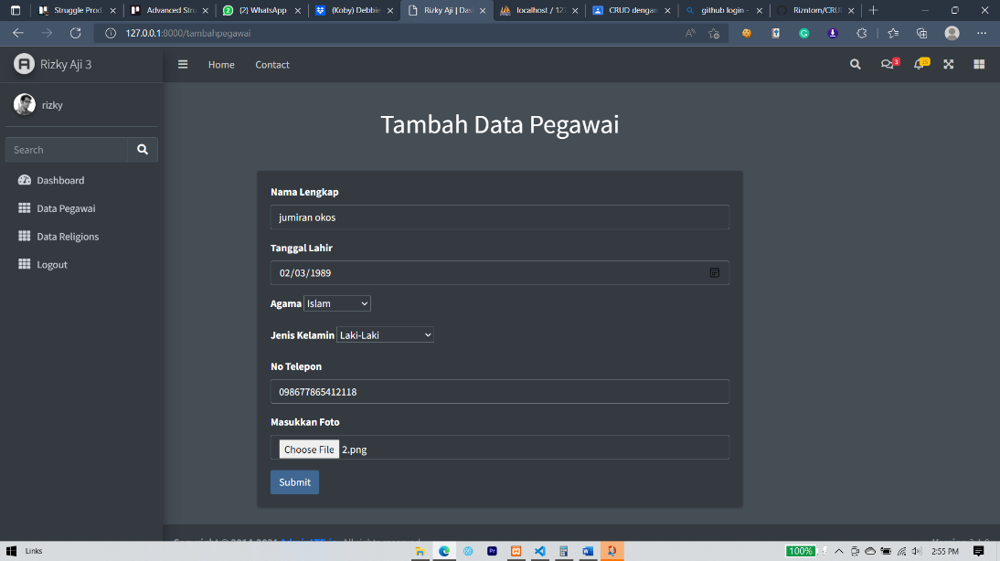 Struggle Prod.
Advanced Stru
(2) WhatsApp
(Koby) Debbie
Rizky Aji | Das
localhost / 127
CRUD dengan
github login -
Rizntom/CRU
127.0.0.1:8000/tambahpegawai
Rizky Aji 3
Home
Contact
3
15
rizky
Search
Dashboard
Data Pegawai
Data Religions
Logout
Tambah Data Pegawai
Nama Lengkap
jumiran okos
Tanggal Lahir
02/03/1989
Agama Islam
Jenis Kelamin Laki-Laki
No Telepon
098677865412118
Masukkan Foto
Choose File 2.png
Submit
Links
100%
2:55 PM